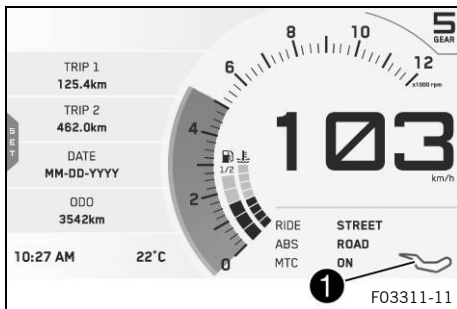 TRIP 1
125.4km
TRIP 2
462.0km
DATE
MM-DD-YYYY
ODO
3542km
10:27 AM
22°C
SET
0
2
4
6
8
10
12
x1000 rpm
1/2
5
GEAR
103
km/h
RIDE STREET
ABS ROAD
MTC ON
1
F03311-11